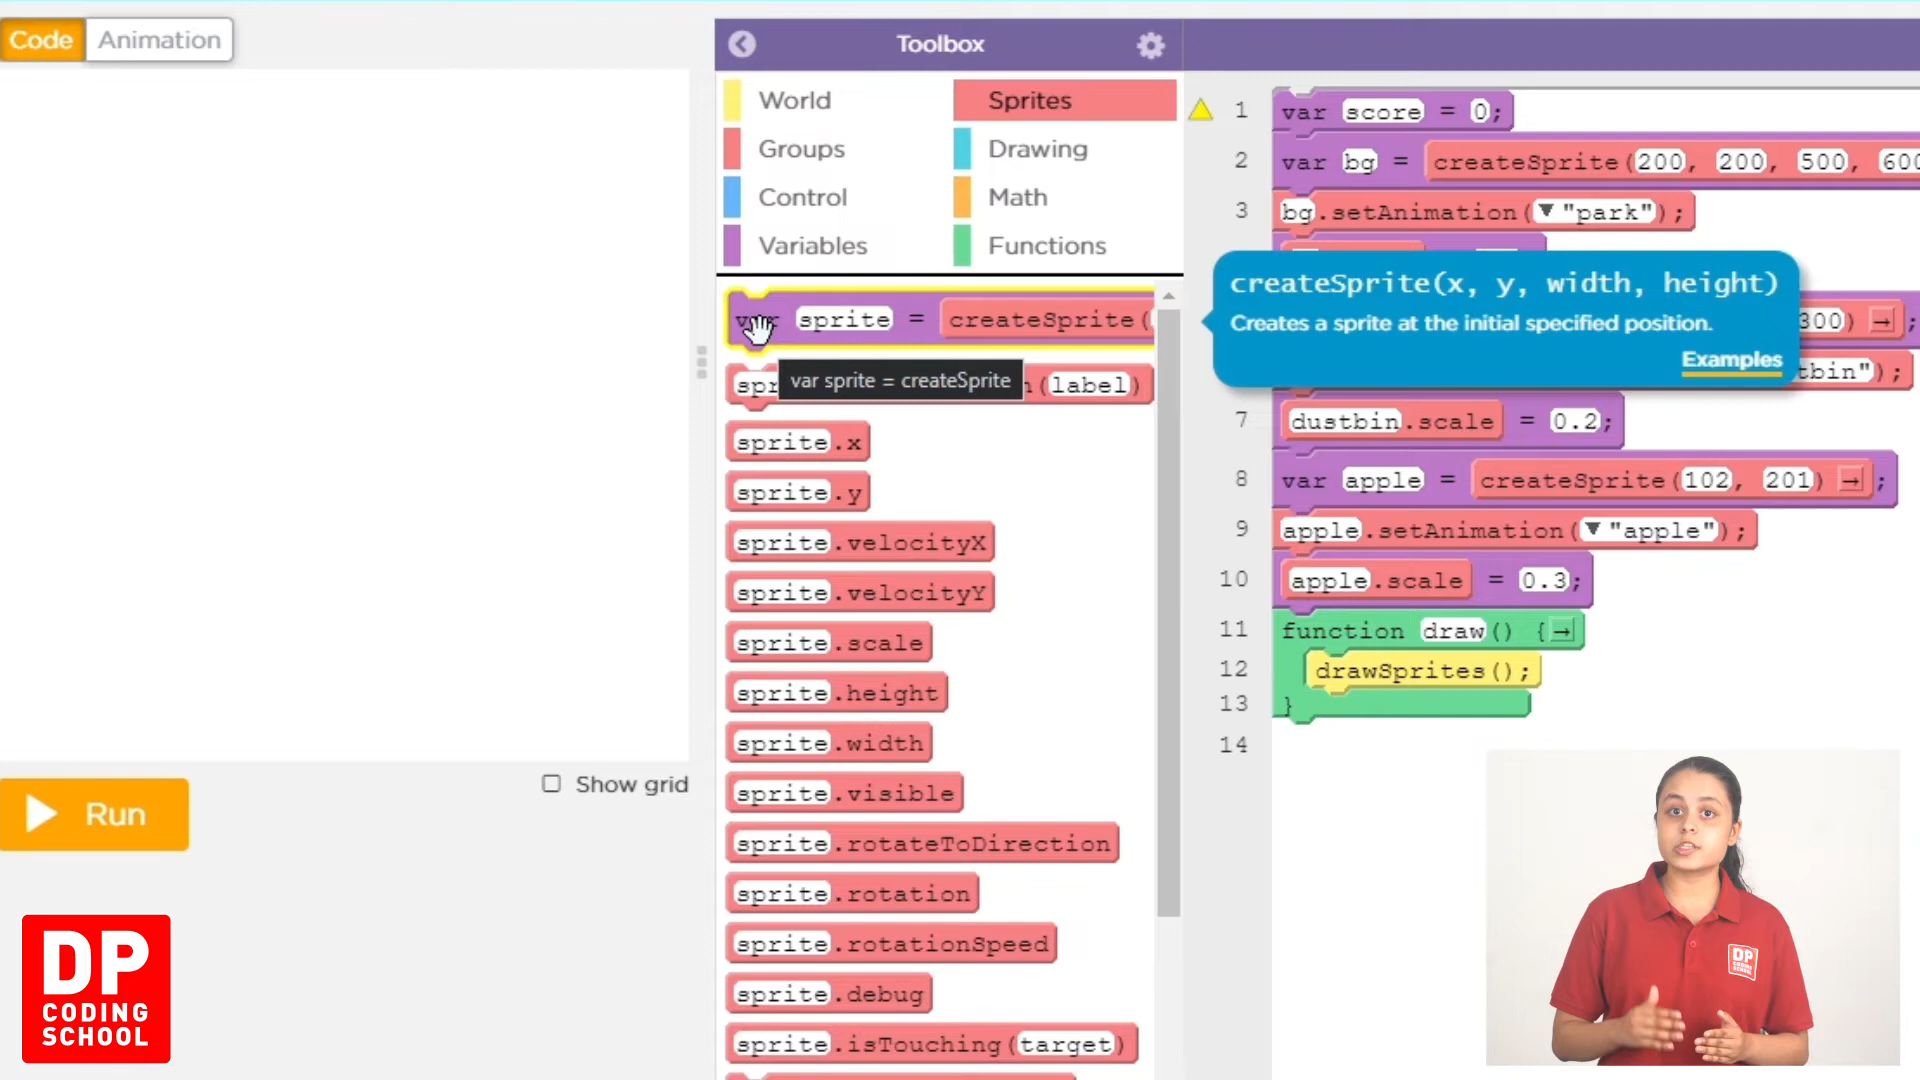 Code Animation
Toolbox
World
Sprites
Groups
Drawing
Control
Math
Variables
Functions
sprite = createSprite(
var sprite = createSprite
(label)
sprite.x
sprite.y
sprite.velocityX
sprite.velocityY
sprite.scale
sprite.height
sprite.width
sprite.visible
sprite.rotateToDirection
sprite.rotation
sprite.rotationSpeed
sprite.debug
sprite.isTouching(target)
1 var score = 0;
2 var bg = createSprite(200, 200, 500, 600
3 bg.setAnimation(▼"park");
createSprite(x, y, width, height)
Creates a sprite at the initial specified position.
Examples
300) →;
tbin");
7 dustbin.scale = 0.2;
8 var apple = createSprite(102, 201) →;
9 apple.setAnimation(▼"apple");
10 apple.scale = 0.3;
11 function draw() {→
12 drawSprites();
13 }
14
Show grid
Run
DP
CODING
SCHOOL
DP
CODING
SCHOOL